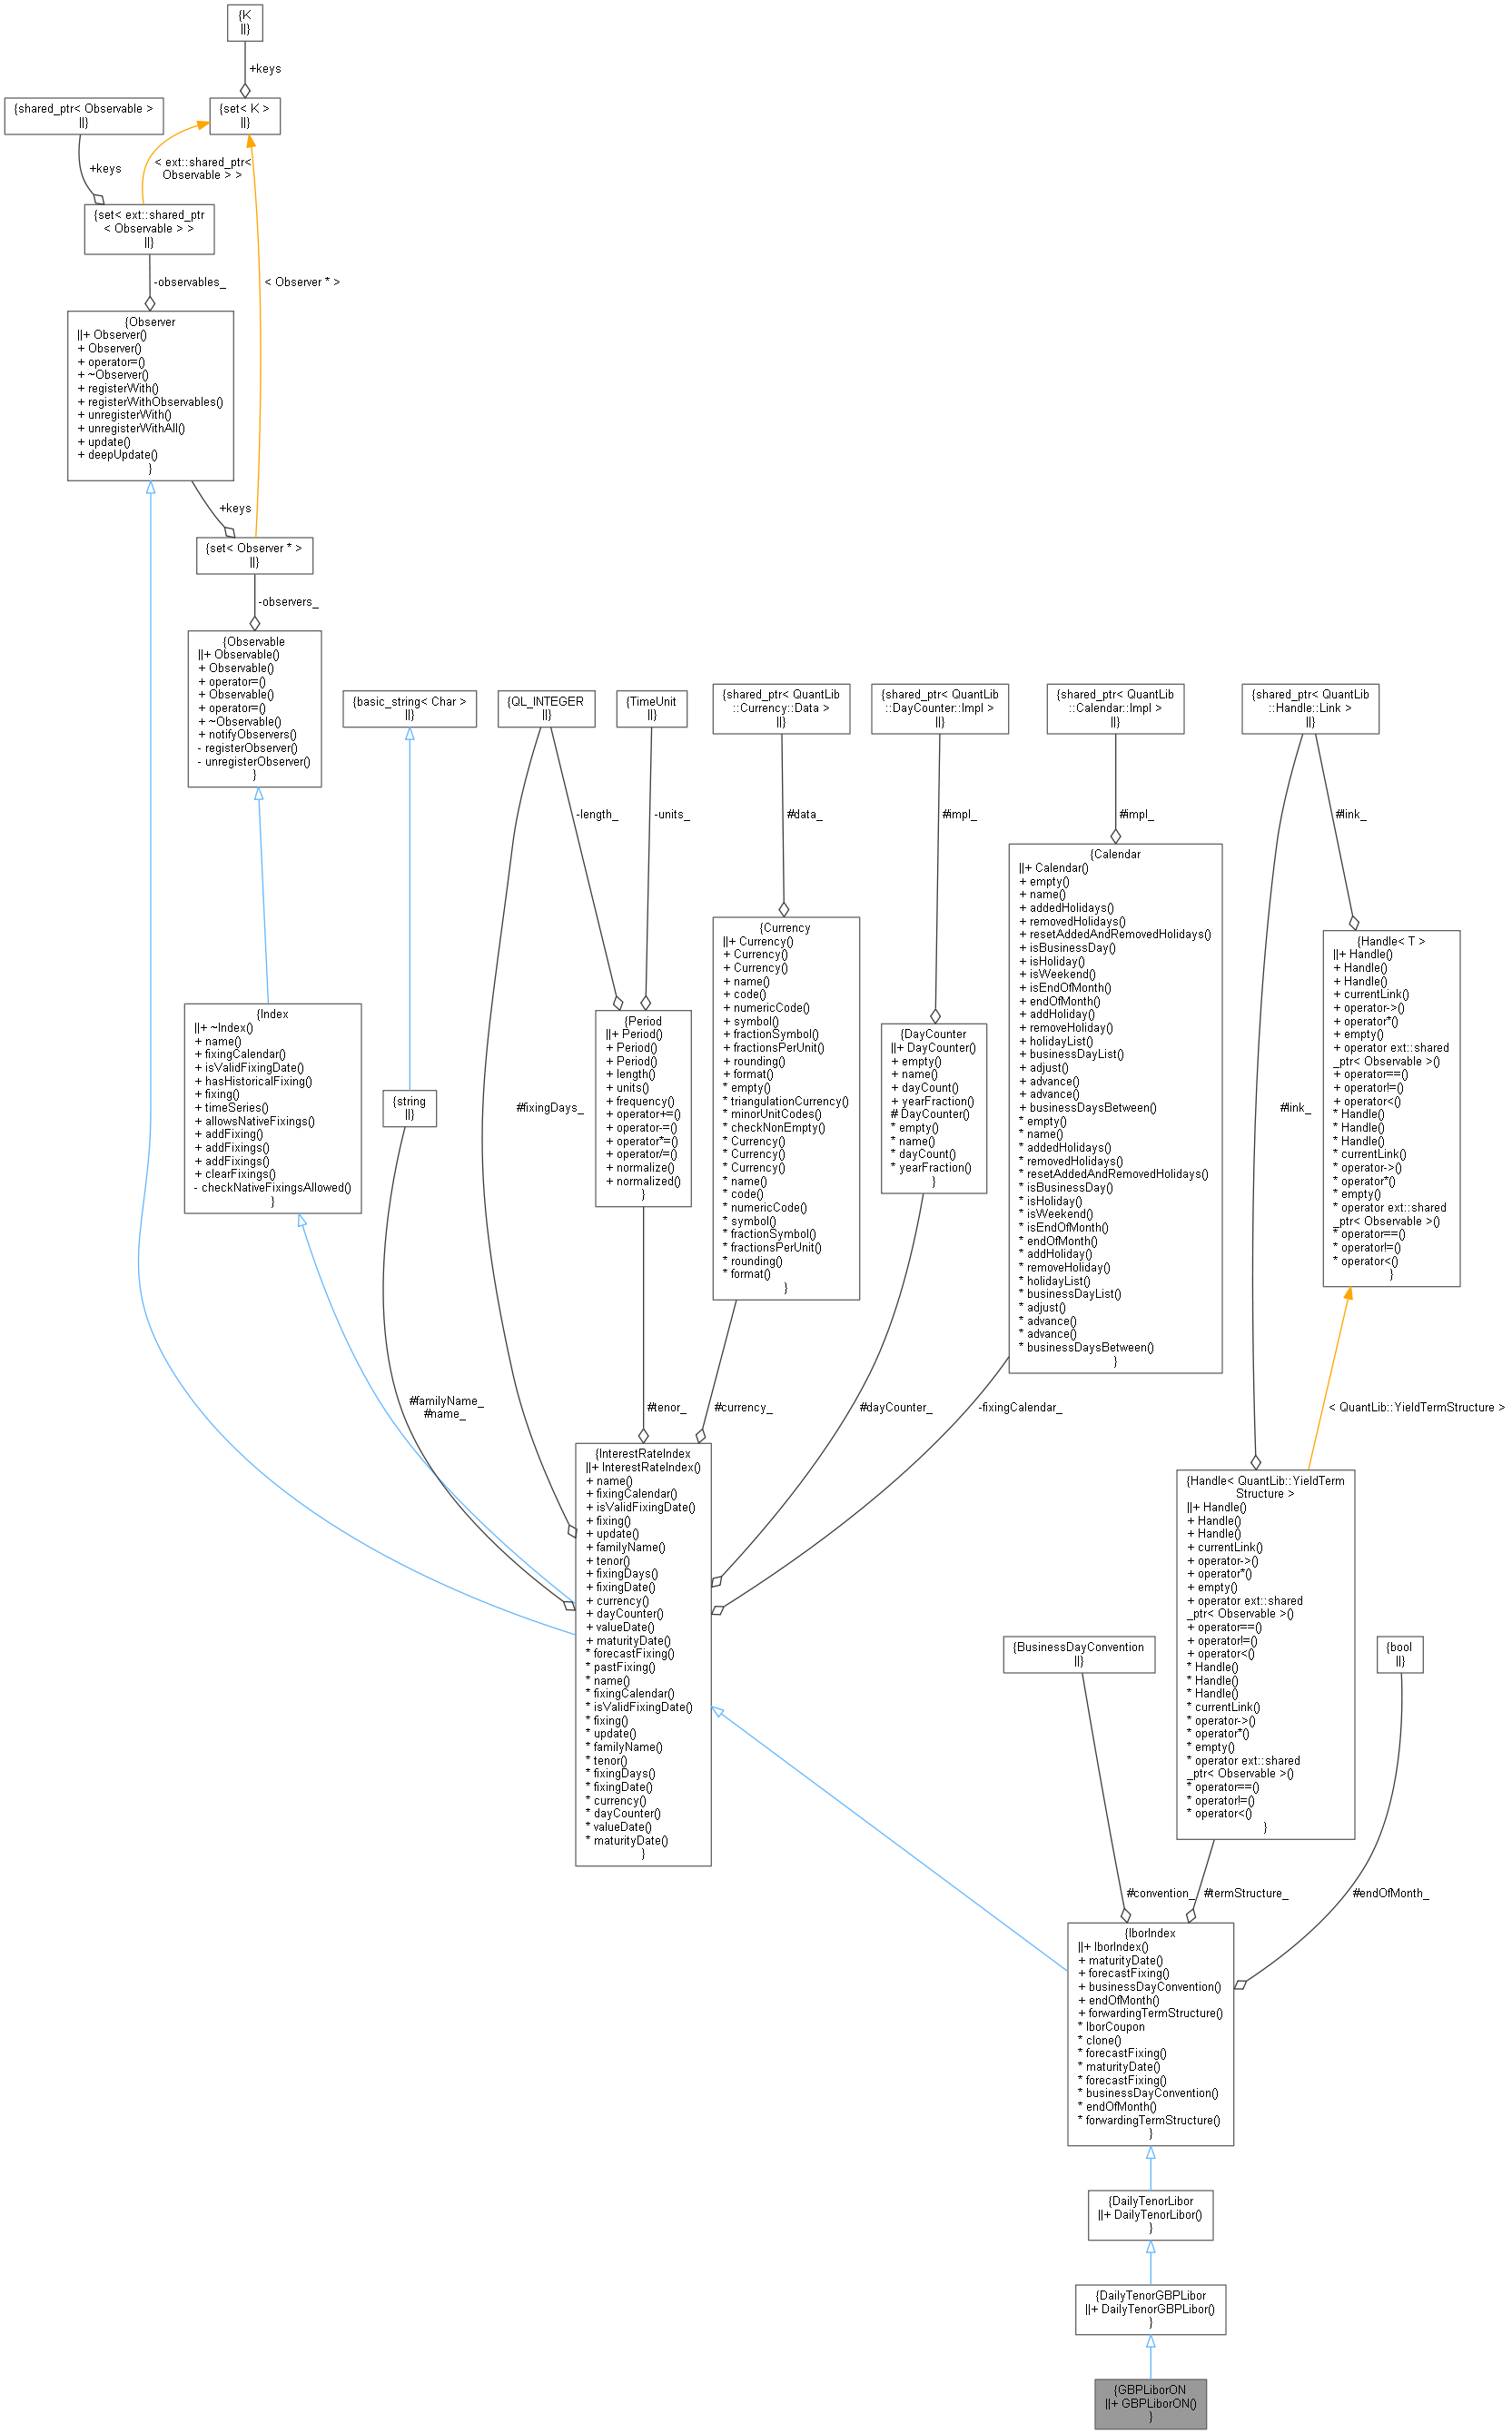 {K
||}
+keys
{shared_ptr< Observable >
||}
{set< K >
||}
+keys
< ext::shared_ptr<
Observable > >
{set< ext::shared_ptr
< Observable > >
||}
-observables_
< Observer * >
{Observer
||+ Observer()
+ Observer()
+ operator=()
+ ~Observer()
+ registerWith()
+ registerWithObservables()
+ unregisterWith()
+ unregisterWithAll()
+ update()
+ deepUpdate()
}
+keys
{set< Observer * >
||}
-observers_
{Observable
||+ Observable()
+ Observable()
+ operator=()
+ Observable()
+ operator=()
+ ~Observable()
+ notifyObservers()
- registerObserver()
- unregisterObserver()
}
{basic_string< Char >
||}
{QL_INTEGER
||}
{TimeUnit
||}
{shared_ptr< QuantLib
::Currency::Data >
||}
{shared_ptr< QuantLib
::DayCounter::Impl >
||}
{shared_ptr< QuantLib
::Calendar::Impl >
||}
{shared_ptr< QuantLib
::Handle::Link >
||}
-length_
-units_
#data_
#impl_
#impl_
#link_
{Index
||+ ~Index()
+ name()
+ fixingCalendar()
+ isValidFixingDate()
+ hasHistoricalFixing()
+ fixing()
+ timeSeries()
+ allowsNativeFixings()
+ addFixing()
+ addFixings()
+ addFixings()
+ clearFixings()
- checkNativeFixingsAllowed()
}
{string
||}
#fixingDays_
{Period
||+ Period()
+ Period()
+ Period()
+ length()
+ units()
+ frequency()
+ operator+=()
+ operator-=()
+ operator*=()
+ operator/=()
+ normalize()
+ normalized()
}
{Currency
||+ Currency()
+ Currency()
+ Currency()
+ name()
+ code()
+ numericCode()
+ symbol()
+ fractionSymbol()
+ fractionsPerUnit()
+ rounding()
+ format()
* empty()
* triangulationCurrency()
* minorUnitCodes()
* checkNonEmpty()
* Currency()
* Currency()
* Currency()
* name()
* code()
* numericCode()
* symbol()
* fractionSymbol()
* fractionsPerUnit()
* rounding()
* format()
}
{DayCounter
||+ DayCounter()
+ empty()
+ name()
+ dayCount()
+ yearFraction()
# DayCounter()
* empty()
* name()
* dayCount()
* yearFraction()
}
{Calendar
||+ Calendar()
+ empty()
+ name()
+ addedHolidays()
+ removedHolidays()
+ resetAddedAndRemovedHolidays()
+ isBusinessDay()
+ isHoliday()
+ isWeekend()
+ isEndOfMonth()
+ endOfMonth()
+ addHoliday()
+ removeHoliday()
+ holidayList()
+ businessDayList()
+ adjust()
+ advance()
+ advance()
+ businessDaysBetween()
* empty()
* name()
* addedHolidays()
* removedHolidays()
* resetAddedAndRemovedHolidays()
* isBusinessDay()
* isHoliday()
* isWeekend()
* isEndOfMonth()
* endOfMonth()
* addHoliday()
* removeHoliday()
* holidayList()
* businessDayList()
* adjust()
* advance()
* advance()
* businessDaysBetween()
}
#link_
{Handle< T >
||+ Handle()
+ Handle()
+ Handle()
+ currentLink()
+ operator->()
+ operator*()
+ empty()
+ operator ext::shared
_ptr< Observable >()
+ operator==()
+ operator!=()
+ operator<()
* Handle()
* Handle()
* Handle()
* currentLink()
* operator->()
* operator*()
* empty()
* operator ext::shared
_ptr< Observable >()
* operator==()
* operator!=()
* operator<()
}
#familyName_
#name_
#tenor_
#currency_
#dayCounter_
-fixingCalendar_
< QuantLib::YieldTermStructure >
{InterestRateIndex
||+ InterestRateIndex()
+ name()
+ fixingCalendar()
+ isValidFixingDate()
+ fixing()
+ update()
+ familyName()
+ tenor()
+ fixingDays()
+ fixingDate()
+ currency()
+ dayCounter()
+ valueDate()
+ maturityDate()
* forecastFixing()
* pastFixing()
* name()
* fixingCalendar()
* isValidFixingDate()
* fixing()
* update()
* familyName()
* tenor()
* fixingDays()
* fixingDate()
* currency()
* dayCounter()
* valueDate()
* maturityDate()
}
{BusinessDayConvention
||}
{Handle< QuantLib::YieldTerm
Structure >
||+ Handle()
+ Handle()
+ Handle()
+ currentLink()
+ operator->()
+ operator*()
+ empty()
+ operator ext::shared
_ptr< Observable >()
+ operator==()
+ operator!=()
+ operator<()
* Handle()
* Handle()
* Handle()
* currentLink()
* operator->()
* operator*()
* empty()
* operator ext::shared
_ptr< Observable >()
* operator==()
* operator!=()
* operator<()
}
{bool
||}
#convention_
#termStructure_
#endOfMonth_
{IborIndex
||+ IborIndex()
+ maturityDate()
+ forecastFixing()
+ businessDayConvention()
+ endOfMonth()
+ forwardingTermStructure()
* IborCoupon
* clone()
* forecastFixing()
* maturityDate()
* forecastFixing()
* businessDayConvention()
* endOfMonth()
* forwardingTermStructure()
}
{DailyTenorLibor
||+ DailyTenorLibor()
}
{DailyTenorGBPLibor
||+ DailyTenorGBPLibor()
}
{GBPLiborON
||+ GBPLiborON()
}